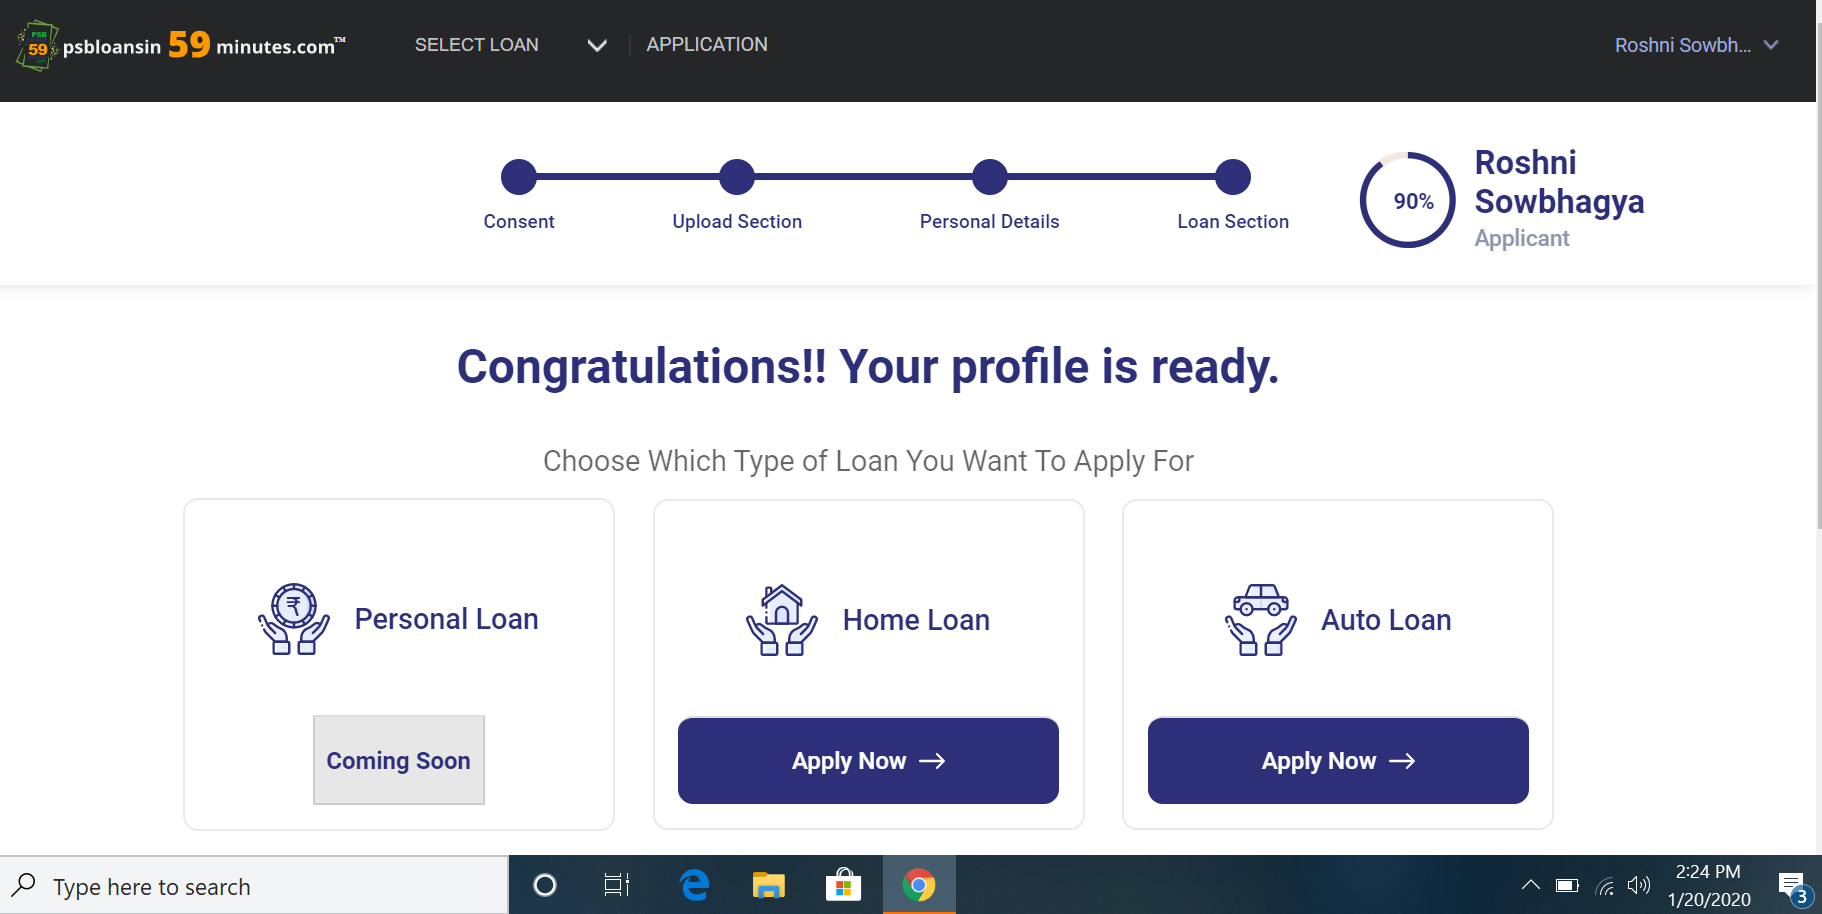 PSB
59
psbloansin 59 minutes.com™
SELECT LOAN
APPLICATION
Roshni Sowbh...
Consent
Upload Section
Personal Details
Loan Section
90%
Roshni
Sowbhagya
Applicant
Congratulations!! Your profile is ready.
Choose Which Type of Loan You Want To Apply For
₹
Personal Loan
Coming Soon
Home Loan
Apply Now →
Auto Loan
Apply Now →
Type here to search
2:24 PM
1/20/2020
3